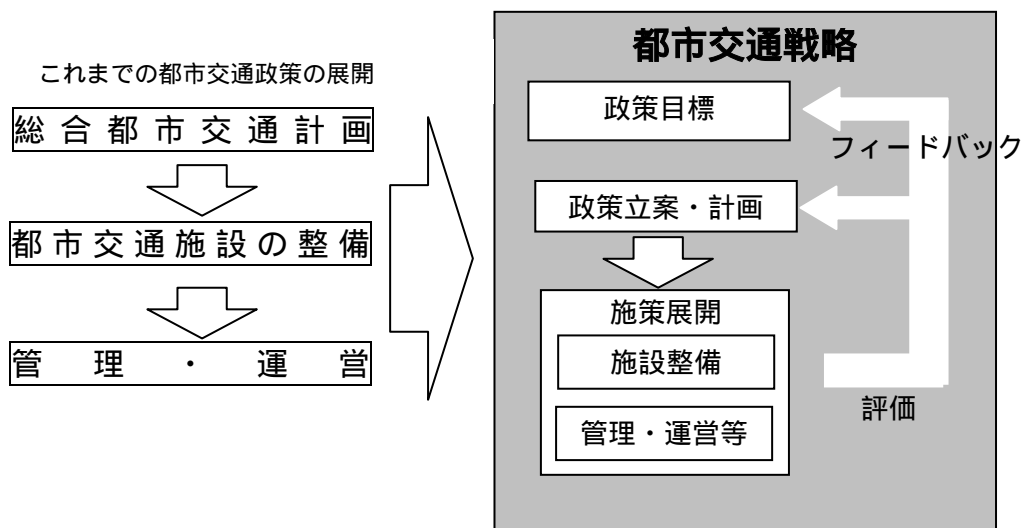 これまでの都市交通政策の展開
総合都市交通計画
都市交通施設の整備
管理・運営
都市交通戦略
政策目標
フィードバック
政策立案・計画
施策展開
施設整備
管理・運営等
評価